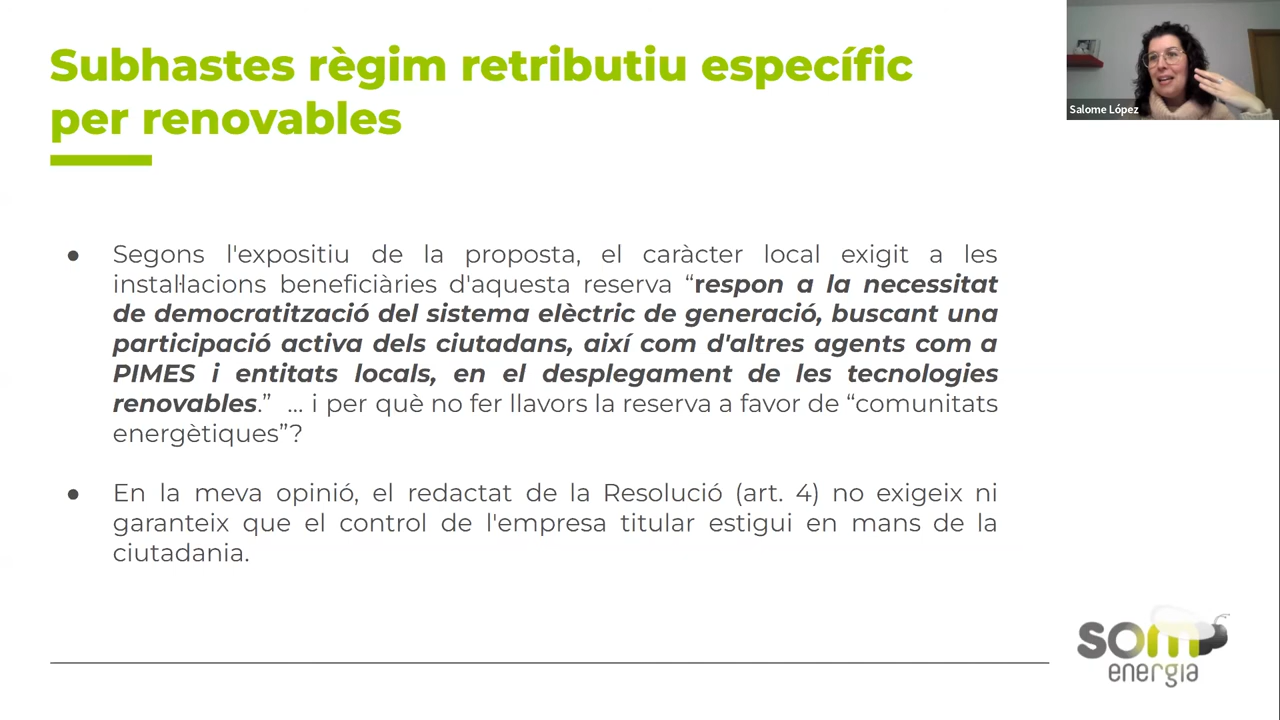 Subhastes règim retributiu específic
per renovables
Salome López
● Segons l'expositiu de la proposta, el caràcter local exigit a les
instal·lacions beneficiàries d'aquesta reserva “respon a la necessitat
de democratització del sistema elèctric de generació, buscant una
participació activa dels ciutadans, així com d'altres agents com a
PIMES i entitats locals, en el desplegament de les tecnologies
renovables.” ... i per què no fer llavors la reserva a favor de “comunitats
energètiques”?
● En la meva opinió, el redactat de la Resolució (art. 4) no exigeix ni
garanteix que el control de l'empresa titular estigui en mans de la
ciutadania.
som
energia